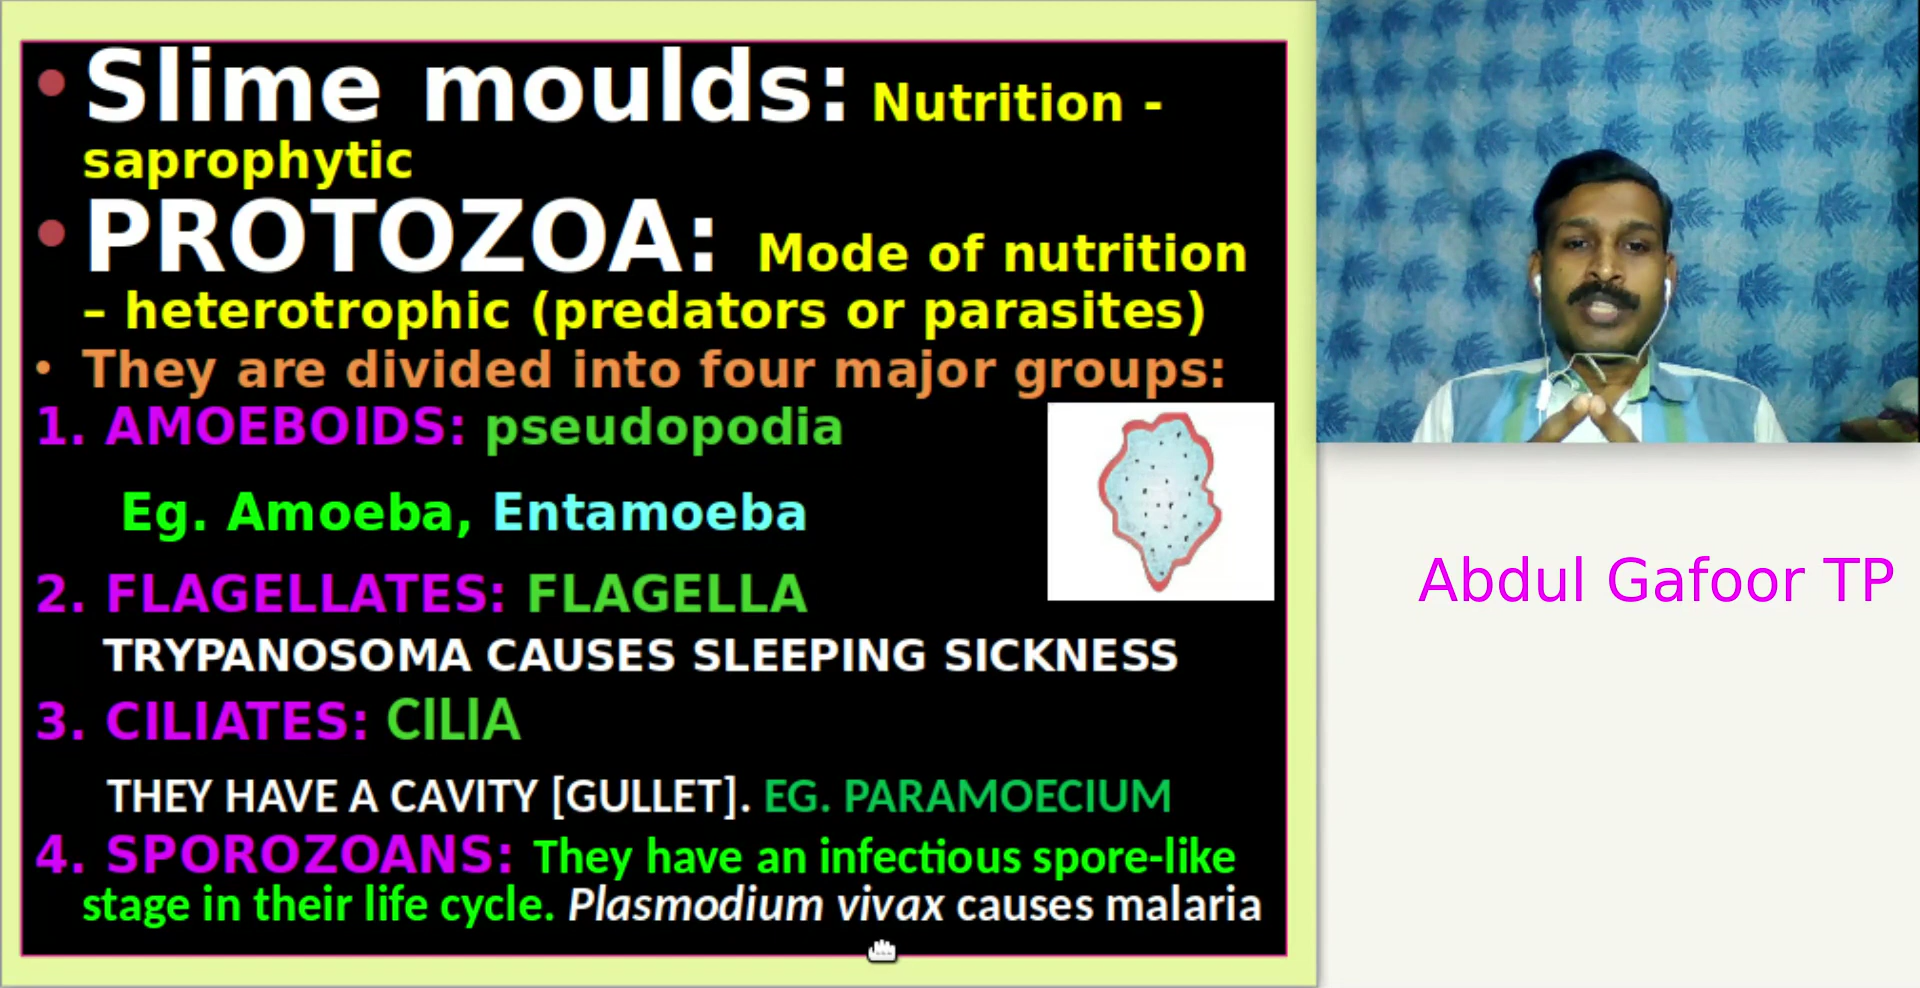 • Slime moulds: Nutrition -
saprophytic
• PROTOZOA: Mode of nutrition
– heterotrophic (predators or parasites)
• They are divided into four major groups:
1. AMOEBOIDS: pseudopodia
Eg. Amoeba, Entamoeba
2. FLAGELLATES: FLAGELLA
TRYPANOSOMA CAUSES SLEEPING SICKNESS
3. CILIATES: CILIA
THEY HAVE A CAVITY [GULLET]. EG. PARAMOECIUM
4. SPOROZOANS: They have an infectious spore-like
stage in their life cycle. Plasmodium vivax causes malaria
Abdul Gafoor TP